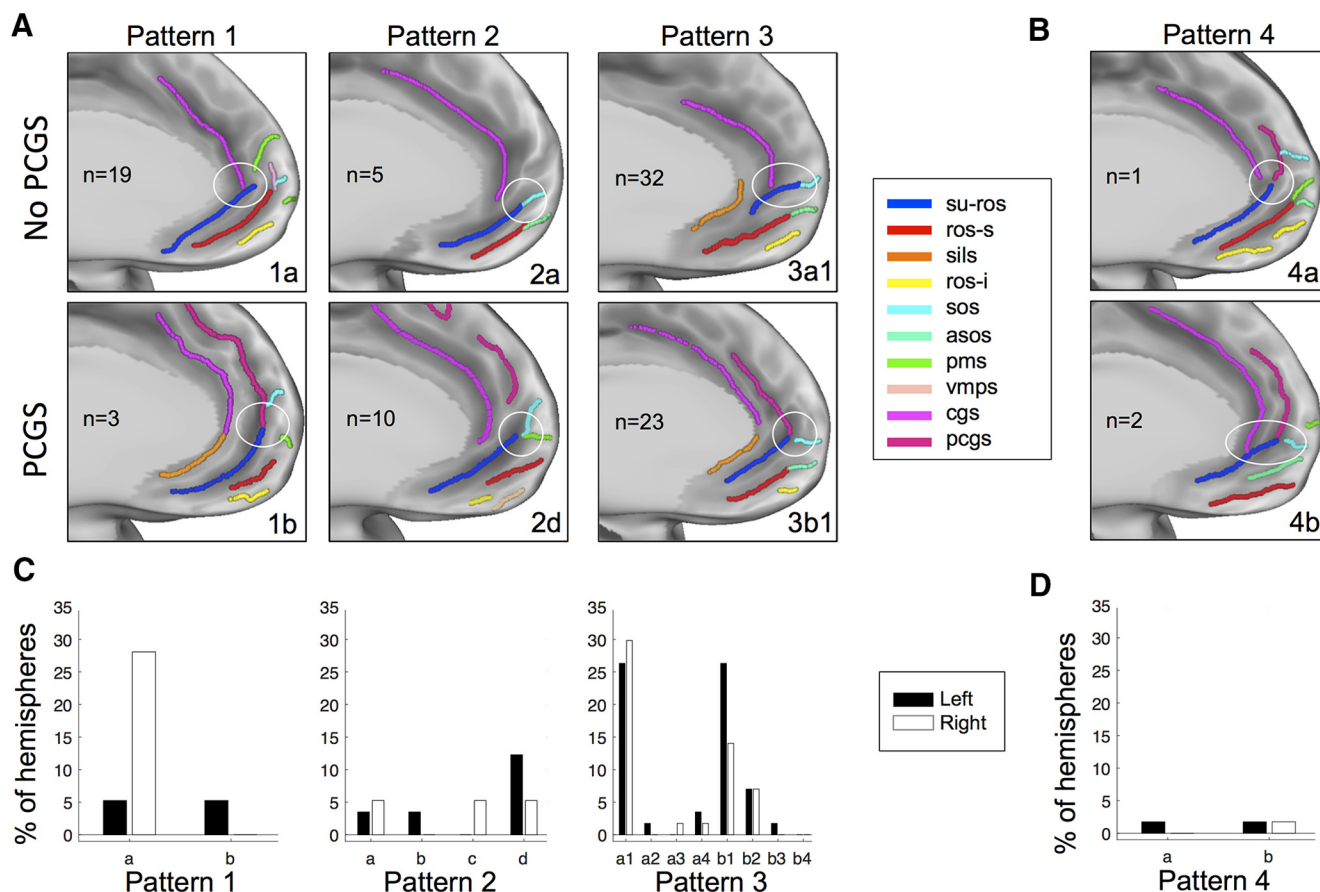 A
Pattern 1
Pattern 2
Pattern 3
B
Pattern 4
No PCGS
n=19
1a
n=5
2a
n=32
3a1
n=1
4a
su-ros
ros-s
sils
ros-i
sos
asos
pms
vmps
cgs
pcgs
PCGS
n=3
1b
n=10
2d
n=23
3b1
n=2
4b
C
% of hemispheres
35
30
25
20
15
10
5
0
a b
Pattern 1
35
30
25
20
15
10
5
0
a b c d
Pattern 2
35
30
25
20
15
10
5
0
a1 a2 a3 a4 b1 b2 b3 b4
Pattern 3
Left
Right
D
% of hemispheres
35
30
25
20
15
10
5
0
a b
Pattern 4